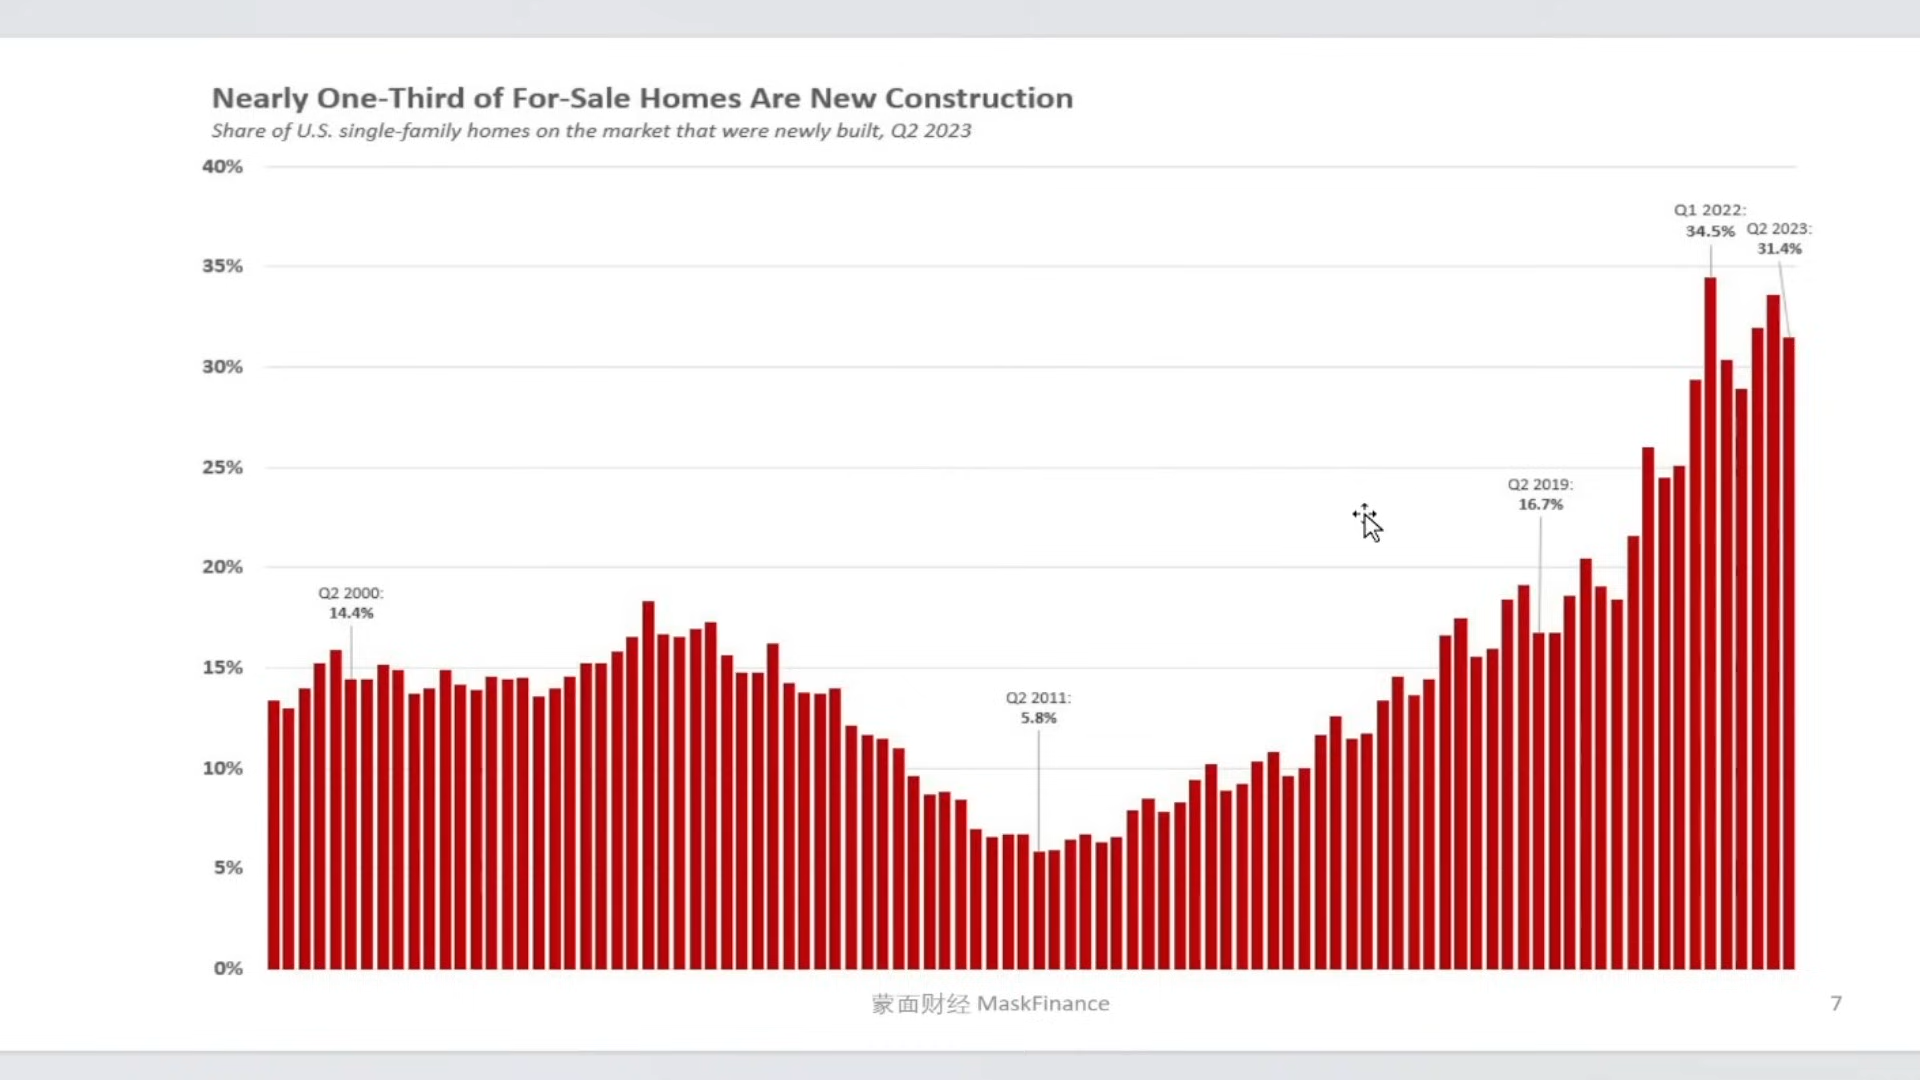 Nearly One-Third of For-Sale Homes Are New Construction
Share of U.S. single-family homes on the market that were newly built, Q2 2023
40%
35%
30%
25%
20%
15%
10%
5%
0%
Q2 2000:
14.4%
Q2 2011:
5.8%
Q2 2019:
16.7%
Q1 2022:
34.5%
Q2 2023:
31.4%
蒙面财经 MaskFinance
7